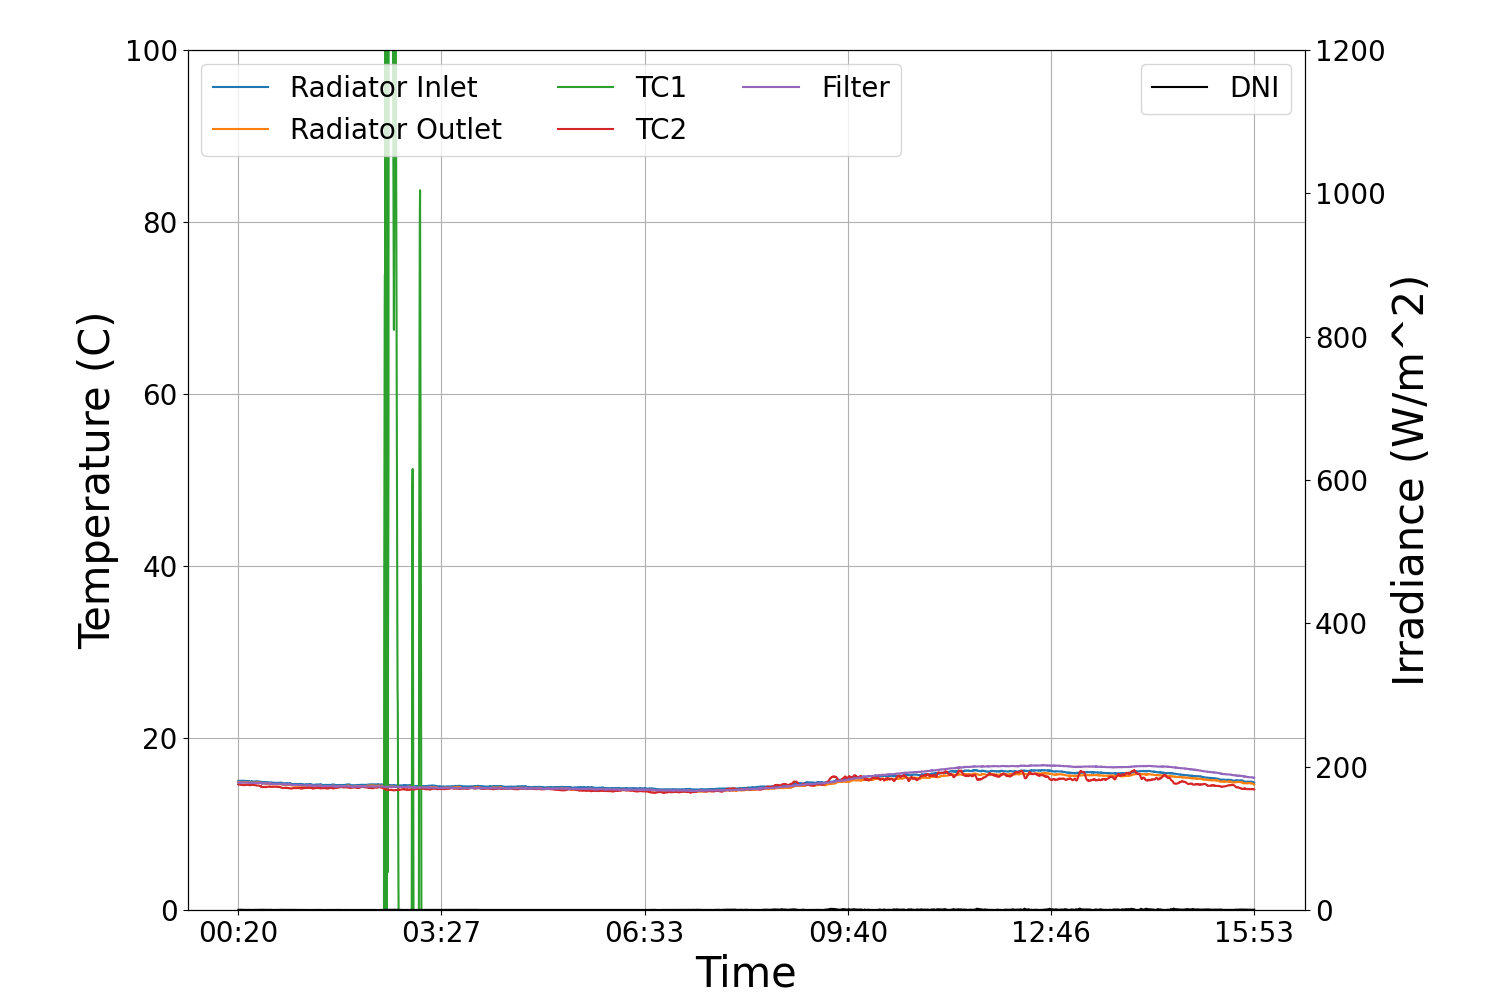 100
80
60
40
20
0
Temperature (C)
Radiator Inlet
Radiator Outlet
TC1
TC2
Filter
DNI
1200
1000
800
600
400
200
0
Irradiance (W/m^2)
00:20 03:27 06:33 09:40 12:46 15:53
Time